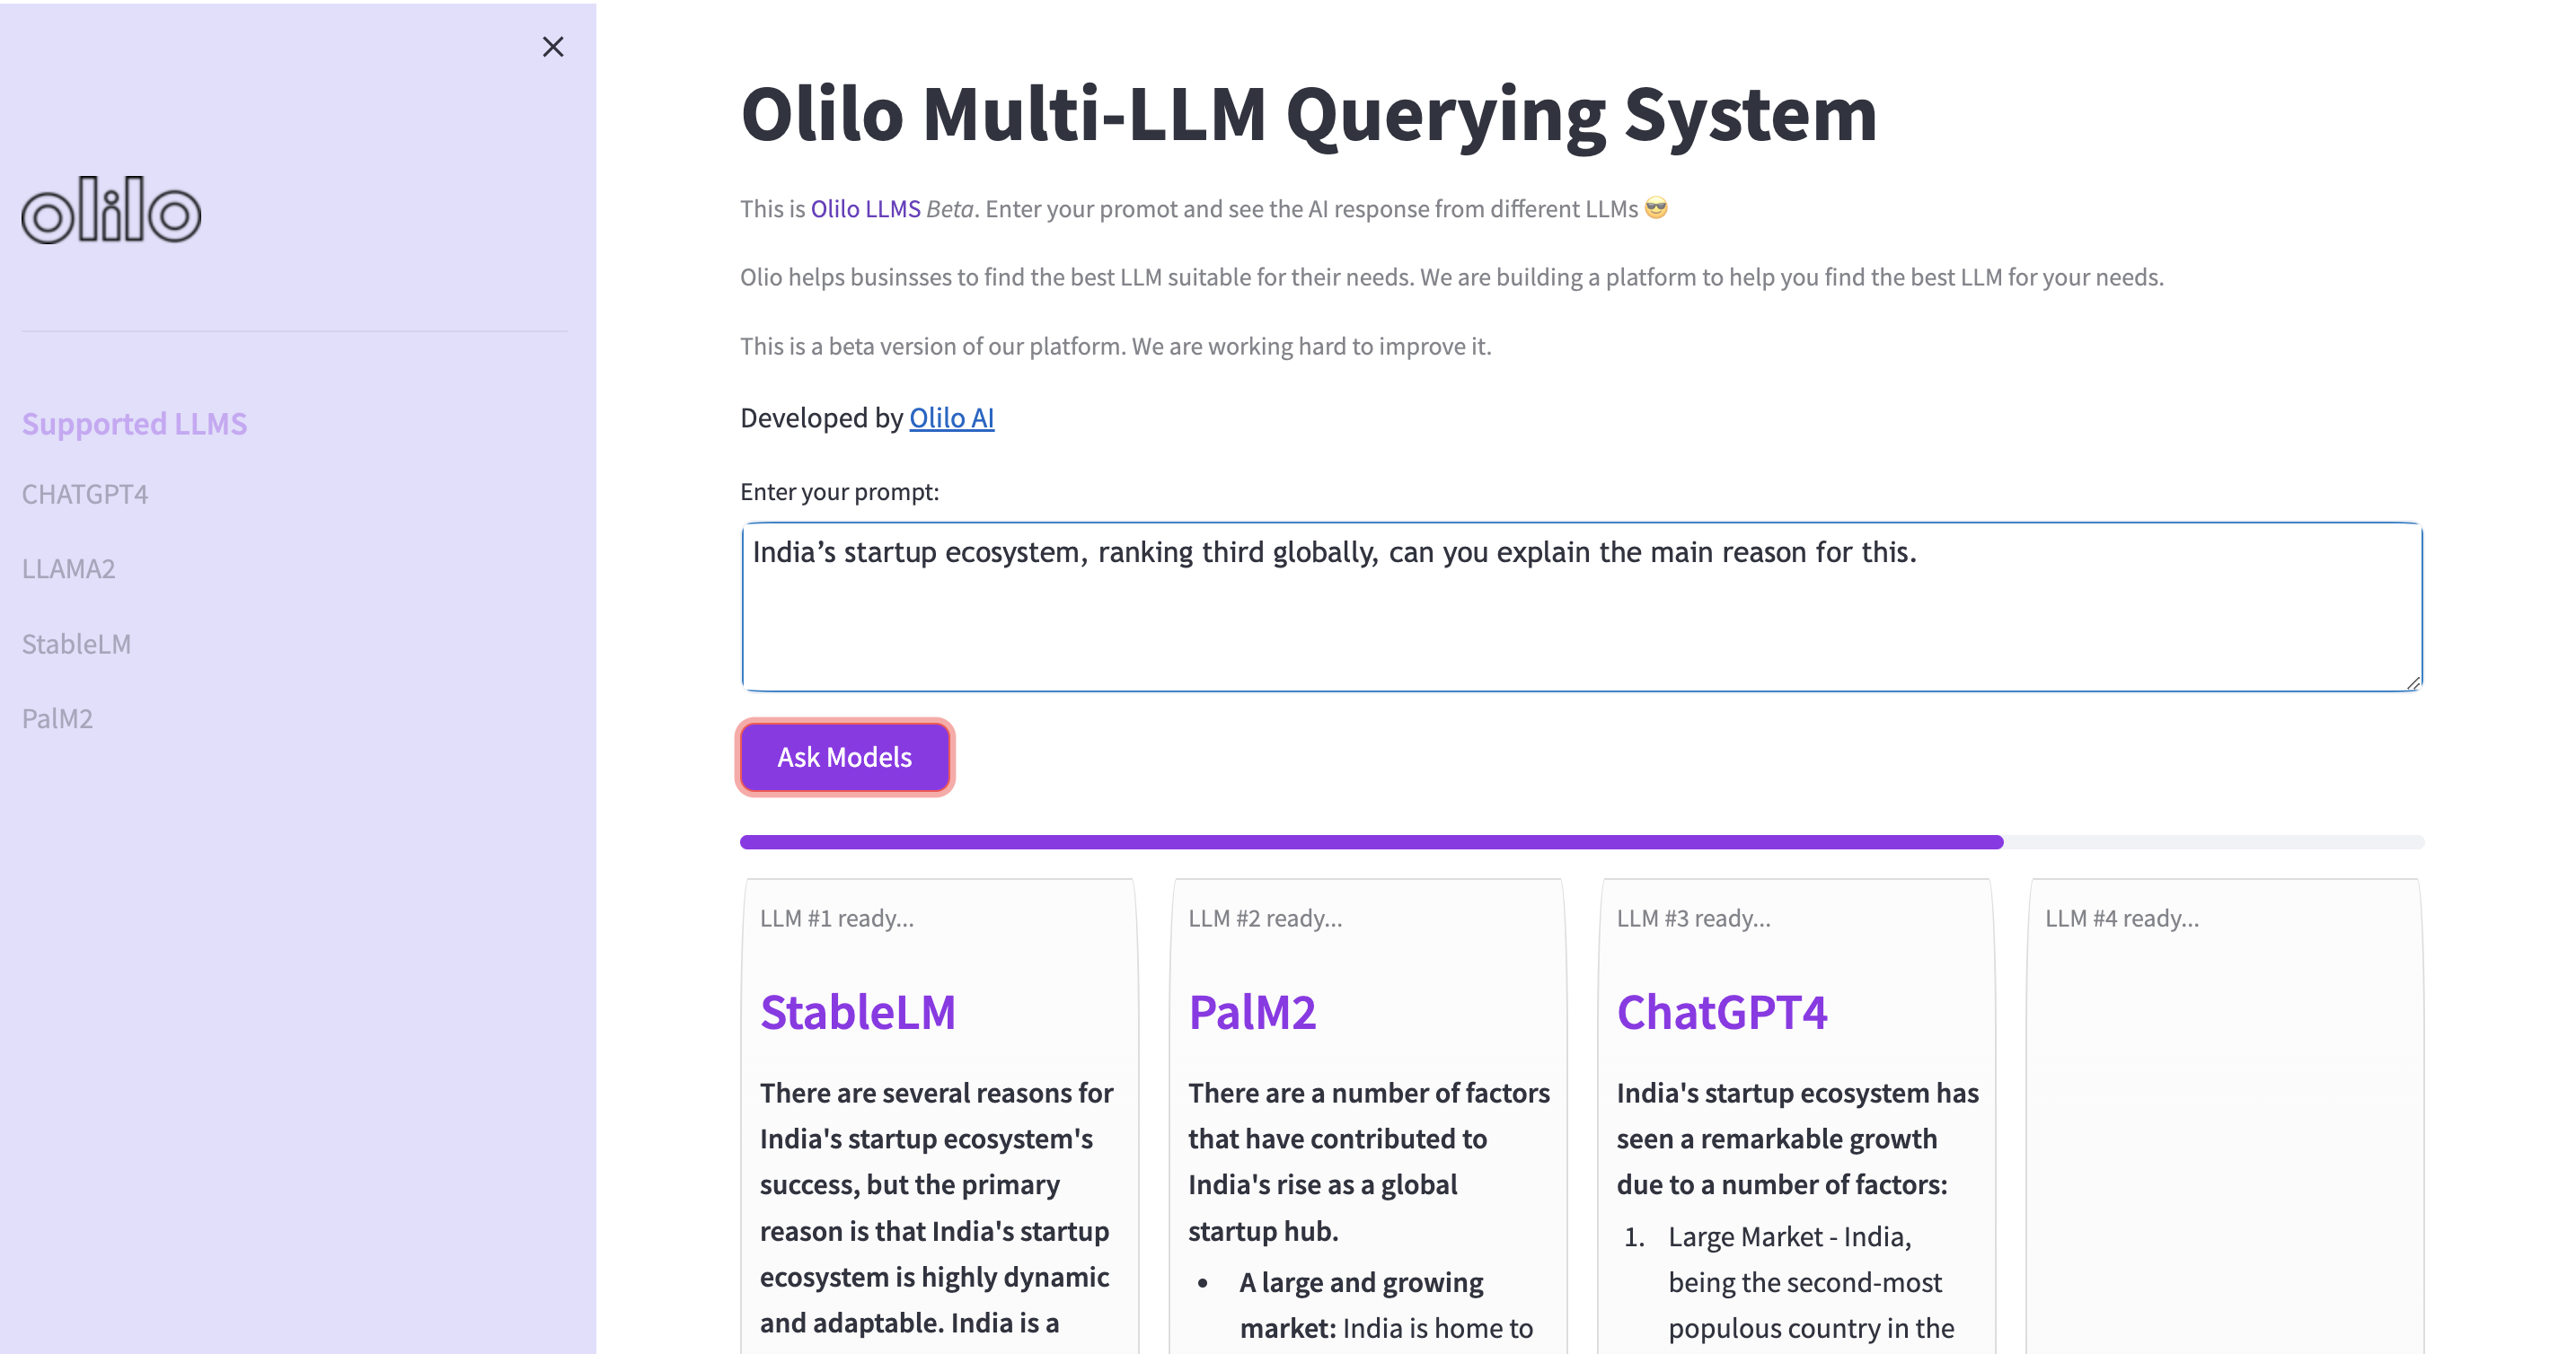 olilo
Supported LLMS
CHATGPT4
LLAMA2
StableLM
PalM2
Olilo Multi-LLM Querying System
This is Olilo LLMS Beta. Enter your promot and see the AI response from different LLMs 😎
Olio helps businsses to find the best LLM suitable for their needs. We are building a platform to help you find the best LLM for your needs.
This is a beta version of our platform. We are working hard to improve it.
Developed by Olilo AI
Enter your prompt:
India’s startup ecosystem, ranking third globally, can you explain the main reason for this.
Ask Models
LLM #1 ready...
StableLM
There are several reasons for
India's startup ecosystem's
success, but the primary
reason is that India's startup
ecosystem is highly dynamic
and adaptable. India is a
LLM #2 ready...
PalM2
There are a number of factors
that have contributed to
India's rise as a global
startup hub.
• A large and growing
market: India is home to
LLM #3 ready...
ChatGPT4
India's startup ecosystem has
seen a remarkable growth
due to a number of factors:
1. Large Market - India,
being the second-most
populous country in the
LLM #4 ready...